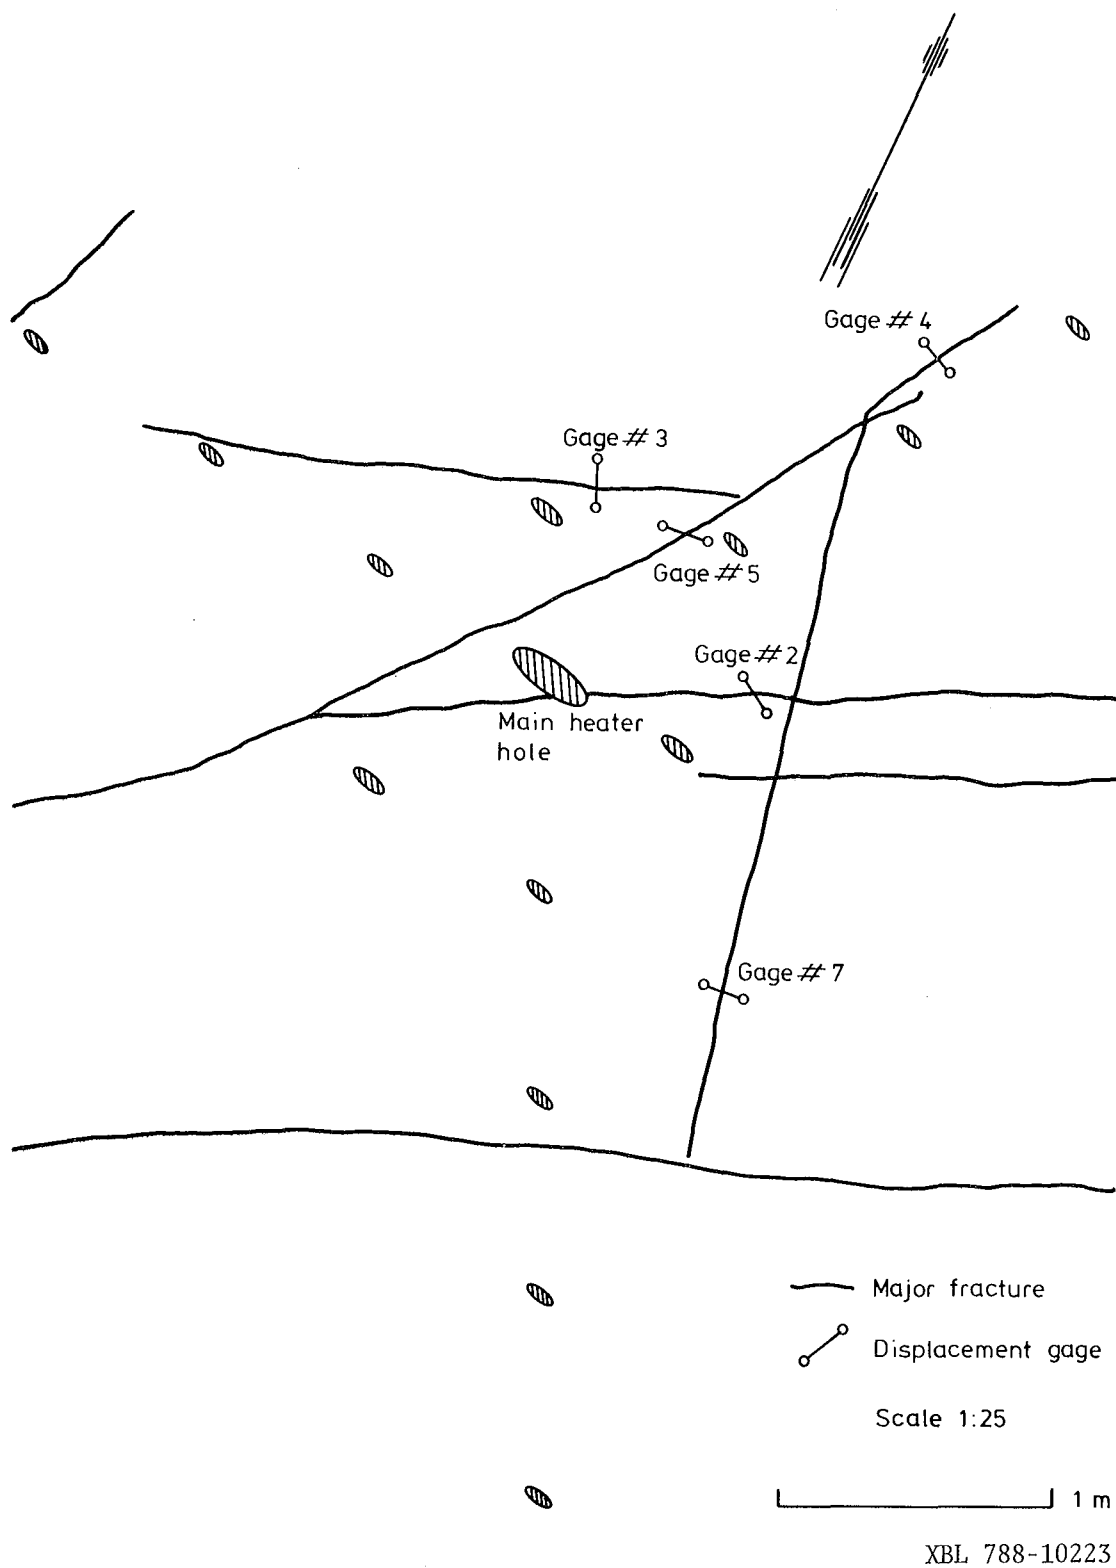 Gage # 4
Gage # 3
Gage # 5
Gage # 2
Main heater
hole
Gage # 7
Major fracture
Displacement gage
Scale 1:25
1 m
XBL 788-10223